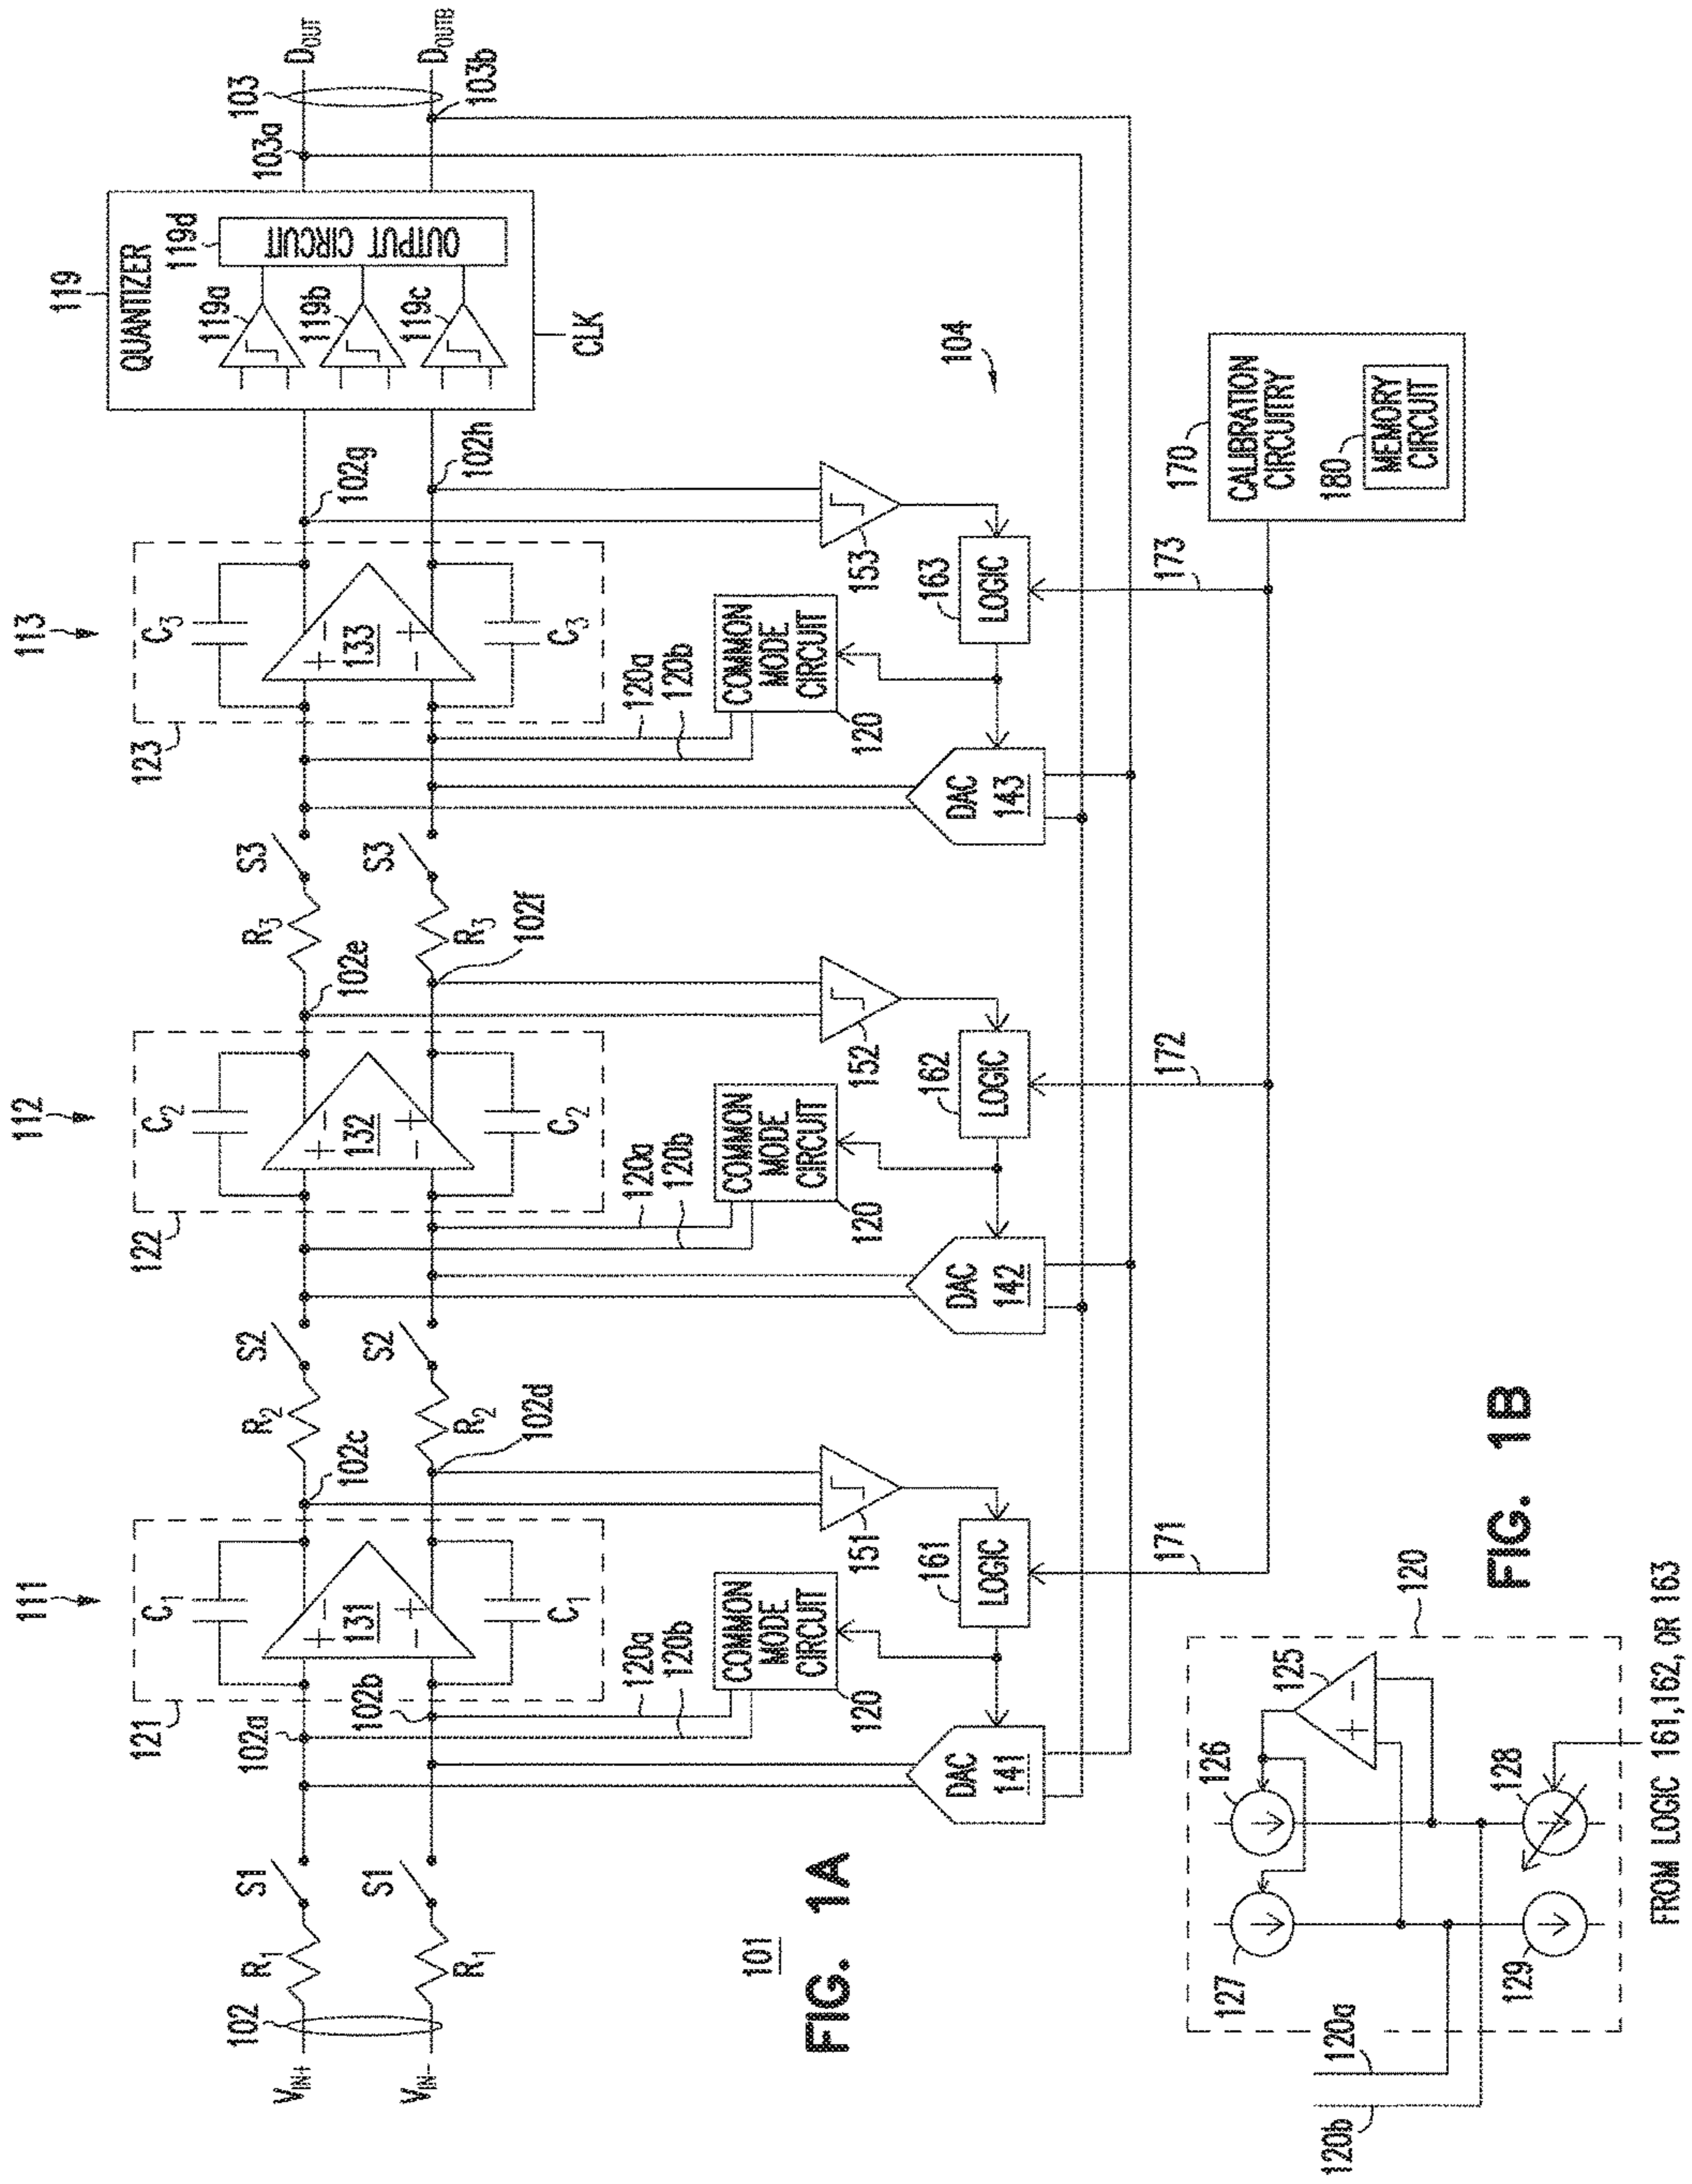 111
112
113
119
QUANTIZER
119d
OUTPUT CIRCUIT
119a
119b
119c
CLK
103
103a
103b
D_OUT
D_OUTB
C1
C2
C3
121
122
123
102
V_IN+
V_IN-
R1
S1
R1
S1
102a
102b
+ −
131
− +
C1
102c
102d
R2
S2
R2
S2
+ −
132
− +
C2
102e
102f
R3
S3
R3
S3
+ −
133
− +
C3
102g
102h
120a
120b
COMMON
MODE
CIRCUIT
120
120a
120b
COMMON
MODE
CIRCUIT
120
120a
120b
COMMON
MODE
CIRCUIT
120
151
152
153
104
DAC
141
161
LOGIC
DAC
142
162
LOGIC
DAC
143
163
LOGIC
171
172
173
170
CALIBRATION
CIRCUITRY
180
MEMORY
CIRCUIT
101
FIG. 1A
120
127
126
125
+ −
129
128
120a
120b
FROM LOGIC 161,162, OR 163
FIG. 1B